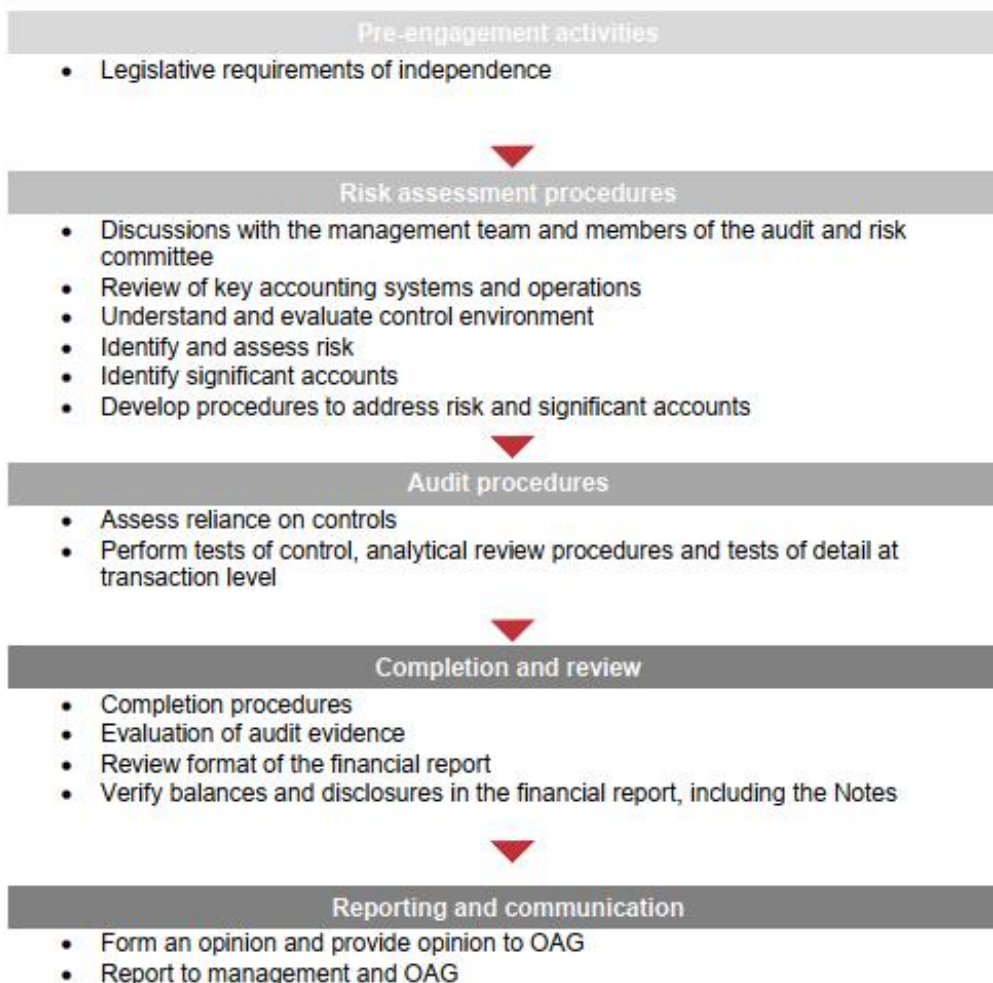 Pre-engagement activities
• Legislative requirements of independence
Risk assessment procedures
• Discussions with the management team and members of the audit and risk
committee
• Review of key accounting systems and operations
• Understand and evaluate control environment
• Identify and assess risk
• Identify significant accounts
• Develop procedures to address risk and significant accounts
Audit procedures
• Assess reliance on controls
• Perform tests of control, analytical review procedures and tests of detail at
transaction level
Completion and review
• Completion procedures
• Evaluation of audit evidence
• Review format of the financial report
• Verify balances and disclosures in the financial report, including the Notes
Reporting and communication
• Form an opinion and provide opinion to OAG
• Report to management and OAG